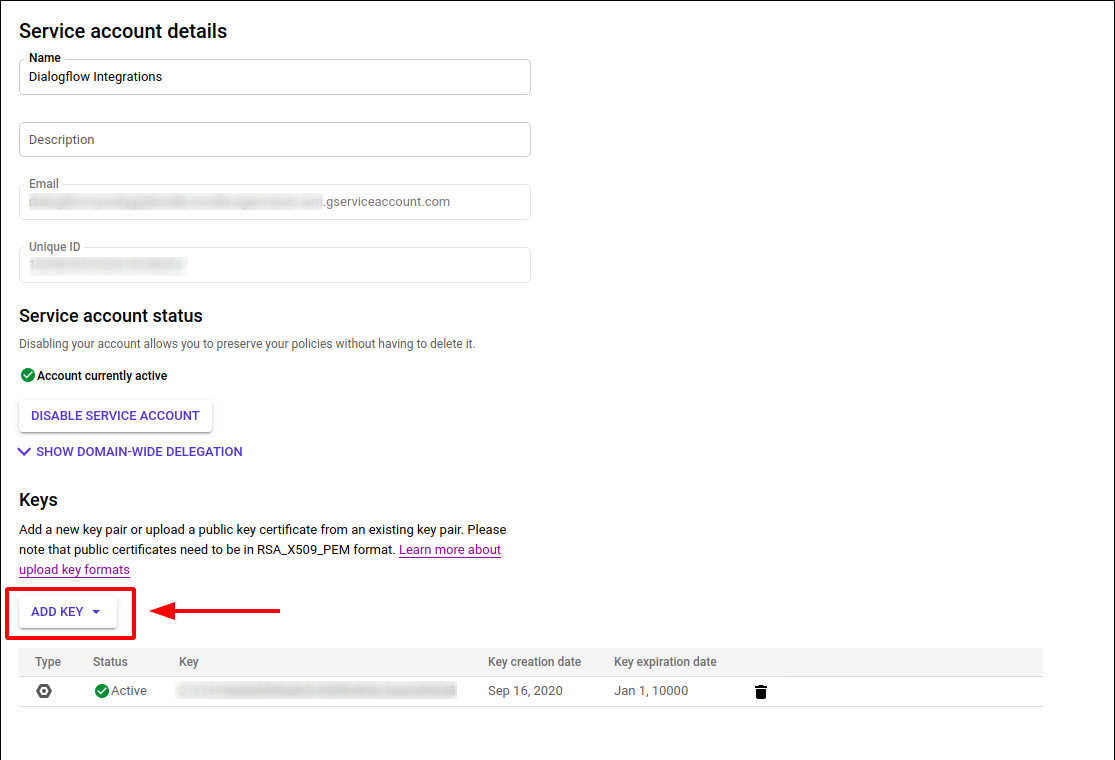 Service account details
Name
Dialogflow Integrations
Description
Email
.gserviceaccount.com
Unique ID
Service account status
Disabling your account allows you to preserve your policies without having to delete it.
Account currently active
DISABLE SERVICE ACCOUNT
SHOW DOMAIN-WIDE DELEGATION
Keys
Add a new key pair or upload a public key certificate from an existing key pair. Please
note that public certificates need to be in RSA_X509_PEM format. Learn more about
upload key formats
ADD KEY
Type Status Key Key creation date Key expiration date
Active Sep 16, 2020 Jan 1, 10000